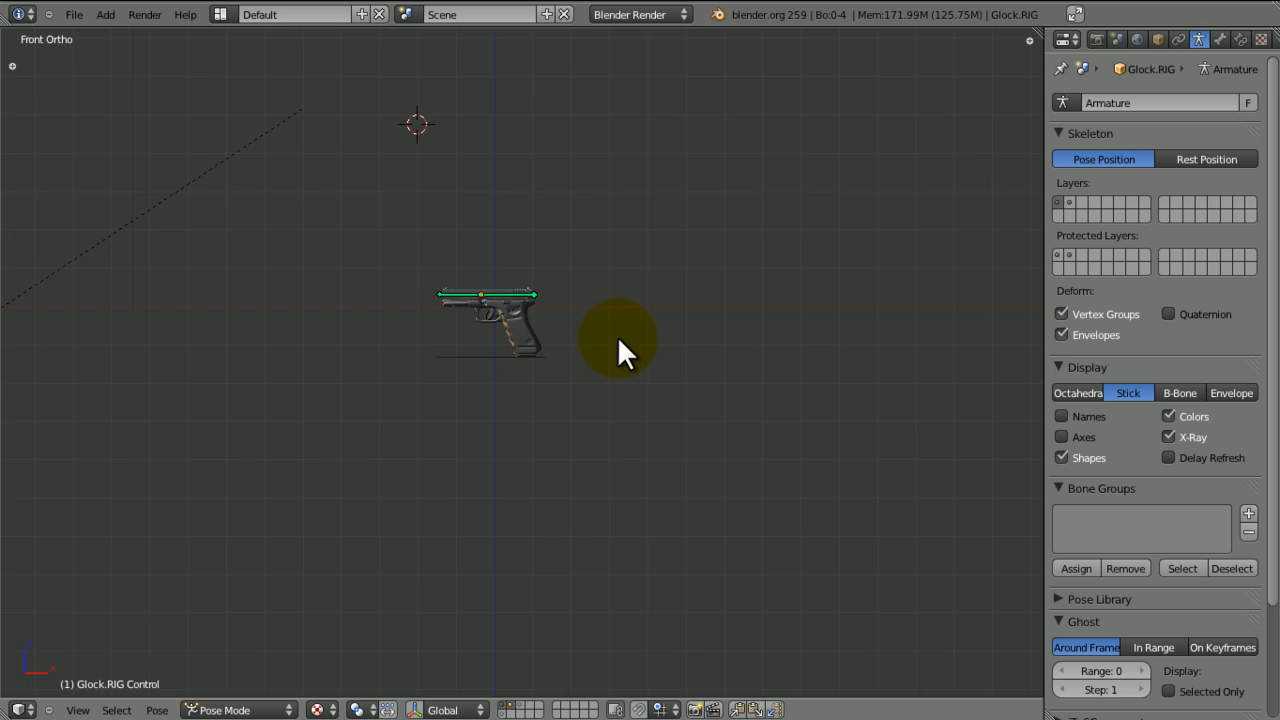 File Add Render Help Default Scene Blender Render blender.org 259 | Bo:0-4 | Mem:171.99M (125.75M) | Glock.RIG
Front Ortho
Glock.RIG Armature
Armature F
Skeleton
Pose Position Rest Position
Layers:
Protected Layers:
Deform:
Vertex Groups Quaternion
Envelopes
Display
Octahedra Stick B-Bone Envelope
Names Colors
Axes X-Ray
Shapes Delay Refresh
Bone Groups
Assign Remove Select Deselect
Pose Library
Ghost
Around Frame In Range On Keyframes
Range: 0 Display:
Step: 1 Selected Only
(1) Glock.RIG Control
View Select Pose Pose Mode Global